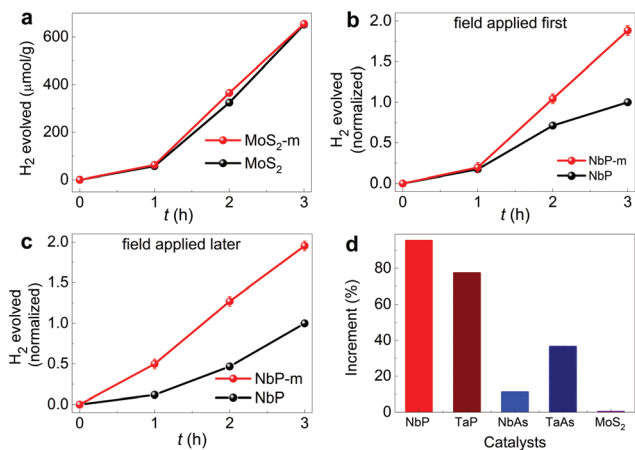 a
H₂ evolved (μmol/g)
600
400
200
0
MoS₂-m
MoS₂
0 1 2 3
t (h)
b
field applied first
H₂ evolved
(normalized)
2.0
1.5
1.0
0.5
0.0
NbP-m
NbP
0 1 2 3
t (h)
c
field applied later
H₂ evolved
(normalized)
2.0
1.5
1.0
0.5
0.0
NbP-m
NbP
0 1 2 3
t (h)
d
Increment (%)
80
60
40
20
0
NbP TaP NbAs TaAs MoS₂
Catalysts